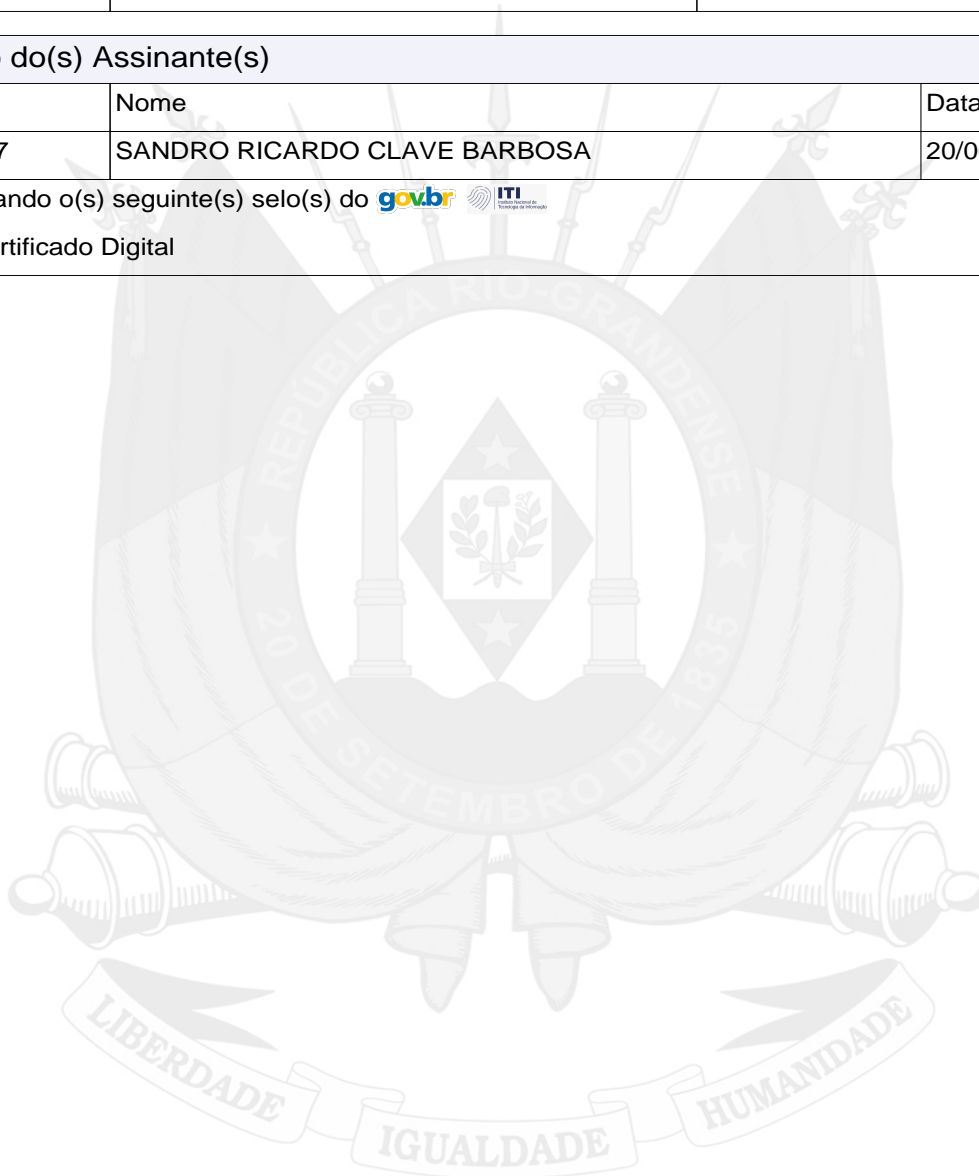 do(s) Assinante(s)
Nome Data
7 SANDRO RICARDO CLAVE BARBOSA 20/0
ando o(s) seguinte(s) selo(s) do gov.br ITI
rtificado Digital
REPÚBLICA RIO-GRANDENSE
20 DE SETEMBRO DE 1835
LIBERDADE IGUALDADE HUMANIDADE